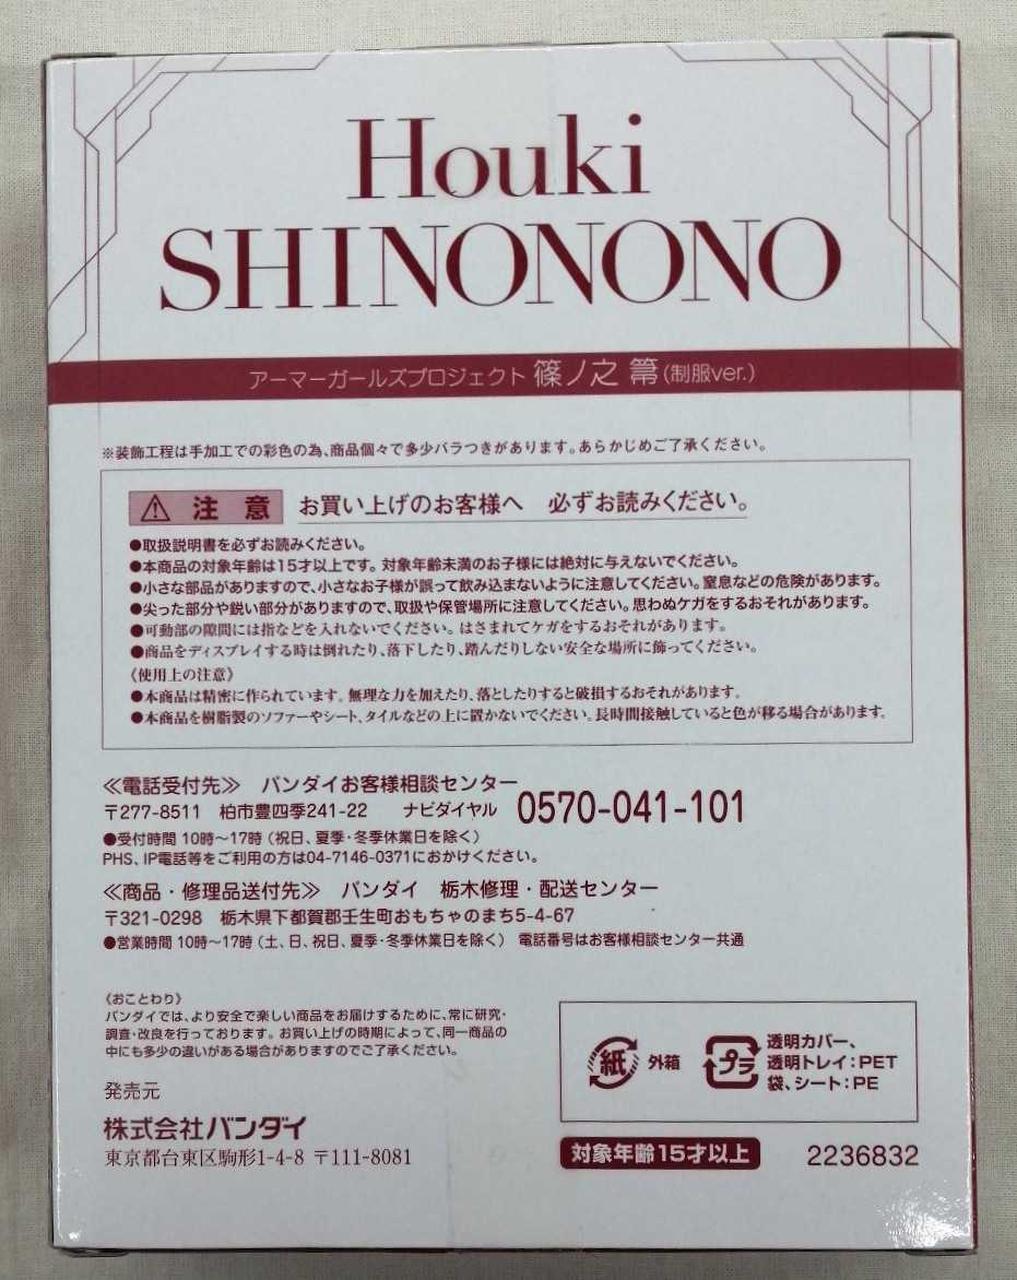 Houki
SHINONONO
アーマーガールズプロジェクト 篠ノ之 箒(制服ver.)
※装飾工程は手加工での彩色の為、商品個々で多少バラつきがあります。あらかじめご了承ください。
注 意 お買い上げのお客様へ 必ずお読みください。
●取扱説明書を必ずお読みください。
●本商品の対象年齢は15才以上です。対象年齢未満のお子様には絶対に与えないでください。
●小さな部品がありますので、小さなお子様が誤って飲み込まないように注意してください。窒息などの危険があります。
●尖った部分や鋭い部分がありますので、取扱や保管場所に注意してください。思わぬケガをするおそれがあります。
●可動部の隙間には指などを入れないでください。はさまれてケガをするおそれがあります。
●商品をディスプレイする時は倒れたり、落下したり、踏んだりしない安全な場所に飾ってください。
《使用上の注意》
●本商品は精密に作られています。無理な力を加えたり、落としたりすると破損するおそれがあります。
●本商品を樹脂製のソファーやシート、タイルなどの上に置かないでください。長時間接触していると色が移る場合があります。
≪電話受付先≫ バンダイお客様相談センター
〒277-8511 柏市豊四季241-22 ナビダイヤル 0570-041-101
●受付時間 10時～17時(祝日、夏季・冬季休業日を除く)
PHS、IP電話等をご利用の方は04-7146-0371におかけください。
≪商品・修理品送付先≫ バンダイ 栃木修理・配送センター
〒321-0298 栃木県下都賀郡壬生町おもちゃのまち5-4-67
●営業時間 10時～17時(土、日、祝日、夏季・冬季休業日を除く) 電話番号はお客様相談センター共通
《おことわり》
バンダイでは、より安全で楽しい商品をお届けするために、常に研究・
調査・改良を行っております。お買い上げの時期によって、同一商品の
中にも多少の違いがある場合がありますのでご了承ください。
発売元
株式会社バンダイ
東京都台東区駒形1-4-8 〒111-8081
紙 外箱
プラ 透明カバー、
透明トレイ:PET
袋、シート:PE
対象年齢15才以上
2236832